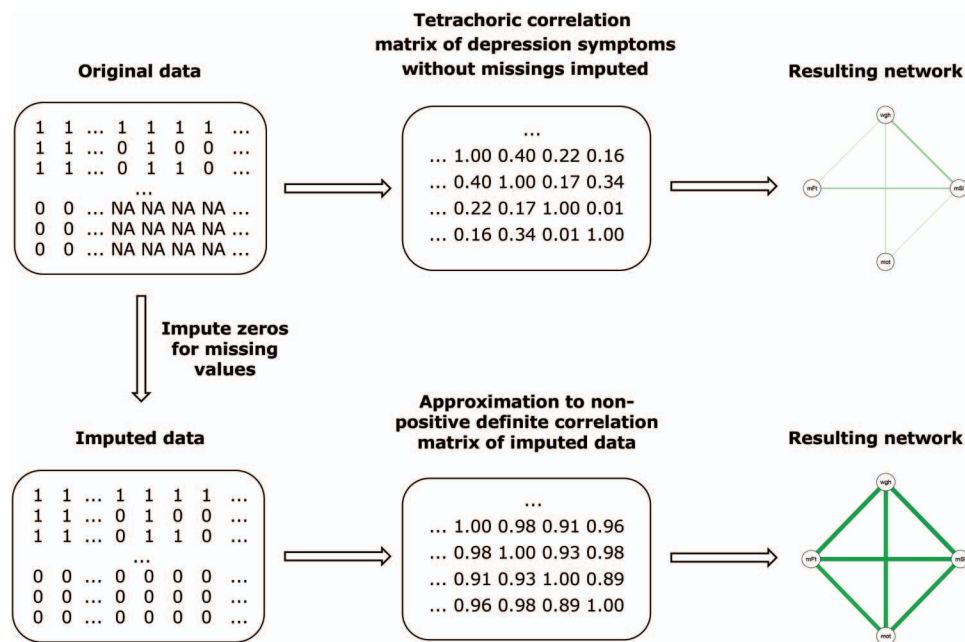 Tetrachoric correlation
matrix of depression symptoms
without missings imputed
Original data
Resulting network
1 1 ... 1 1 1 1 ...
1 1 ... 0 1 0 0 ...
1 1 ... 0 1 1 0 ...
...
0 0 ... NA NA NA NA ...
0 0 ... NA NA NA NA ...
0 0 ... NA NA NA NA ...
...
... 1.00 0.40 0.22 0.16
... 0.40 1.00 0.17 0.34
... 0.22 0.17 1.00 0.01
... 0.16 0.34 0.01 1.00
wgh
mFt
mSl
mot
Impute zeros
for missing
values
Approximation to non-
positive definite correlation
matrix of imputed data
Imputed data
Resulting network
1 1 ... 1 1 1 1 ...
1 1 ... 0 1 0 0 ...
1 1 ... 0 1 1 0 ...
...
0 0 ... 0 0 0 0 ...
0 0 ... 0 0 0 0 ...
0 0 ... 0 0 0 0 ...
...
... 1.00 0.98 0.91 0.96
... 0.98 1.00 0.93 0.98
... 0.91 0.93 1.00 0.89
... 0.96 0.98 0.89 1.00
wgh
mFt
mSl
mot